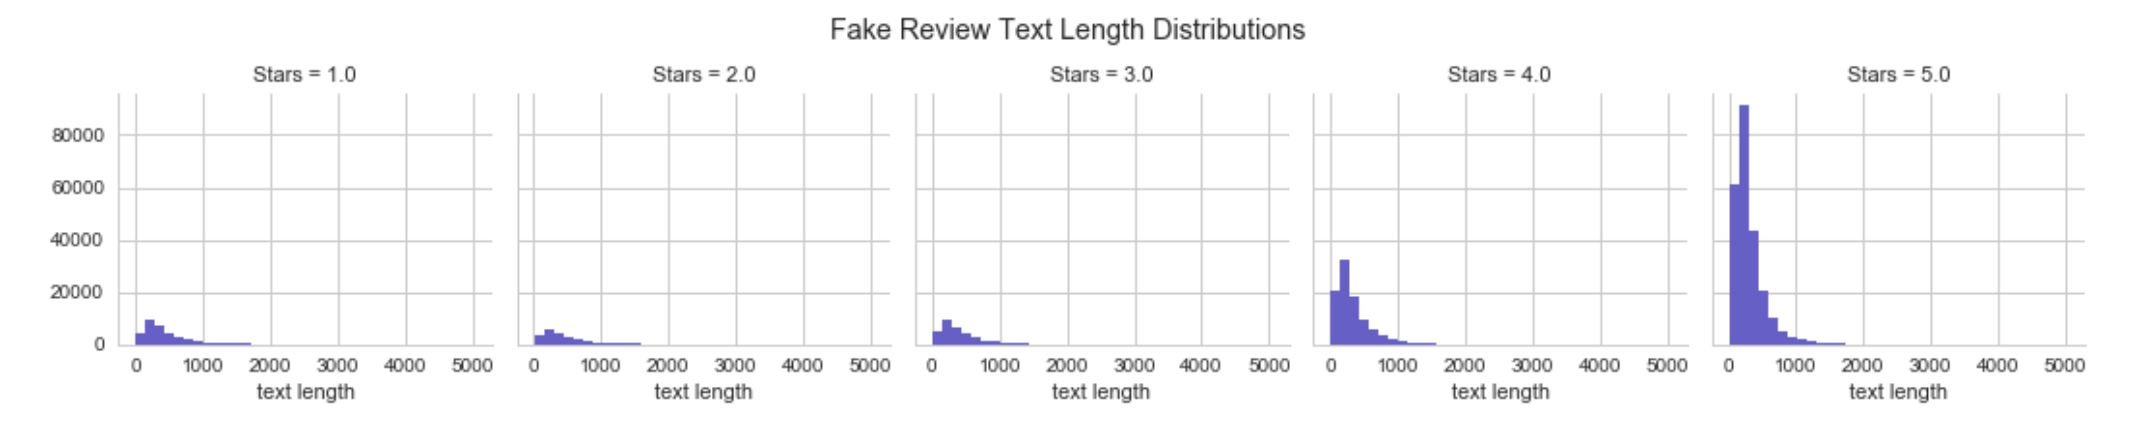 Fake Review Text Length Distributions
Stars = 1.0 Stars = 2.0 Stars = 3.0 Stars = 4.0 Stars = 5.0
80000
60000
40000
20000
0
0 1000 2000 3000 4000 5000 0 1000 2000 3000 4000 5000 0 1000 2000 3000 4000 5000 0 1000 2000 3000 4000 5000 0 1000 2000 3000 4000 5000
text length text length text length text length text length